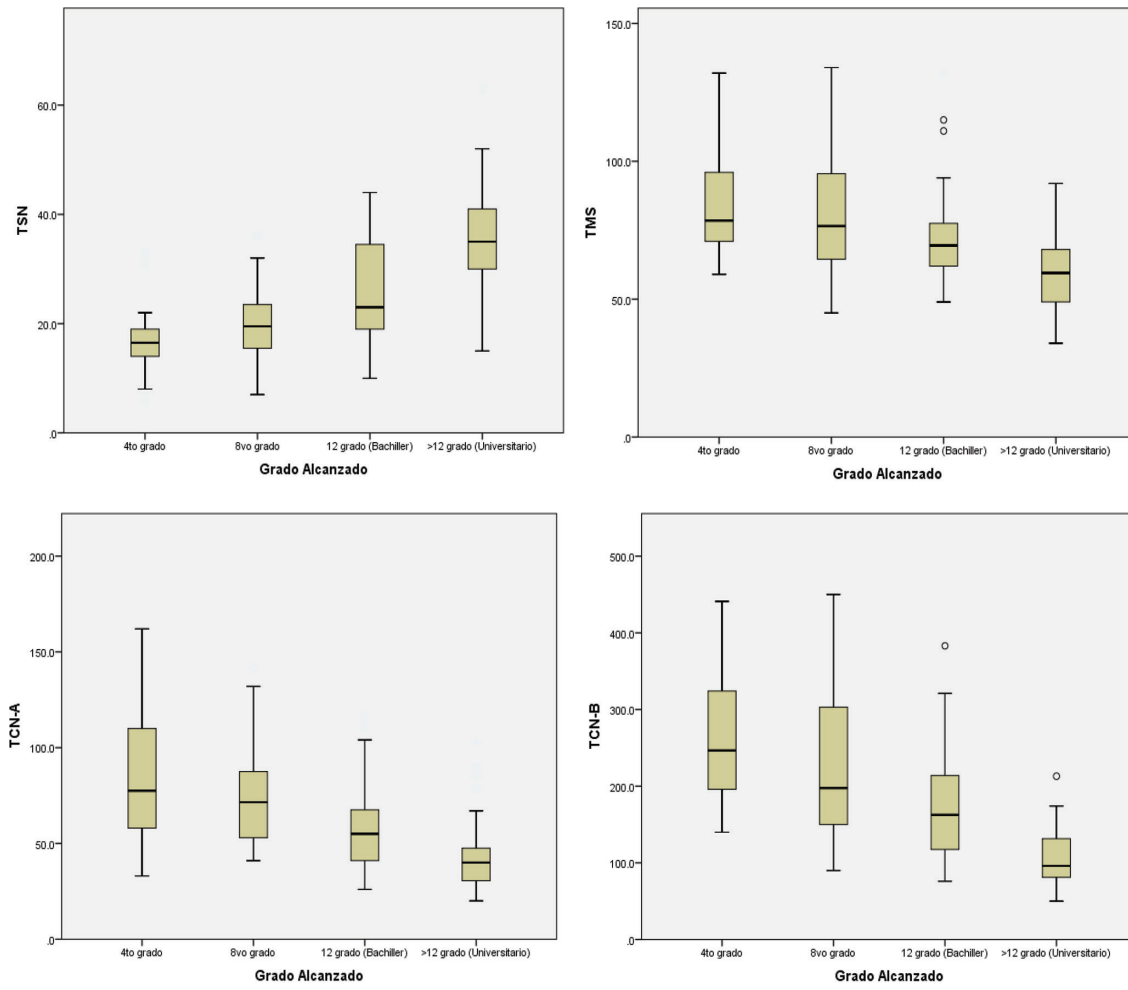 TSN
60.0
40.0
20.0
.0
4to grado
8vo grado
12 grado (Bachiller)
>12 grado (Universitario)
Grado Alcanzado
TMS
150.0
100.0
50.0
.0
4to grado
8vo grado
12 grado (Bachiller)
>12 grado (Universitario)
Grado Alcanzado
TCN-A
200.0
150.0
100.0
50.0
.0
4to grado
8vo grado
12 grado (Bachiller)
>12 grado (Universitario)
Grado Alcanzado
TCN-B
500.0
400.0
300.0
200.0
100.0
.0
4to grado
8vo grado
12 grado (Bachiller)
>12 grado (Universitario)
Grado Alcanzado